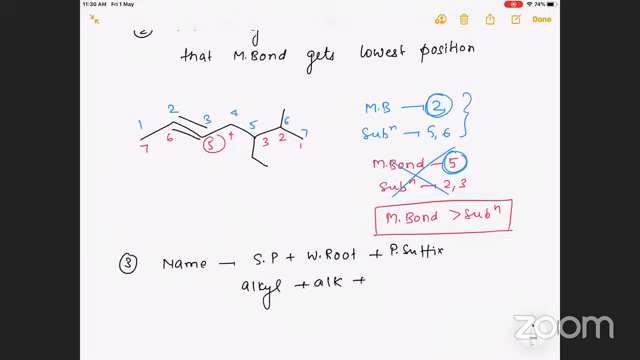 11:30 AM Fri 1 May
74%
Done
②
that M.Bond gets lowest position
1 2 3 4 5 6 7
7 6 5 4 3 2 1
M.B → 2
Subⁿ → 5, 6
M.Bond → 5
Subⁿ → 2, 3
M.Bond > Subⁿ
③ Name → S.P + W.Root + P.Suffix
alkyl + alk +
zoom